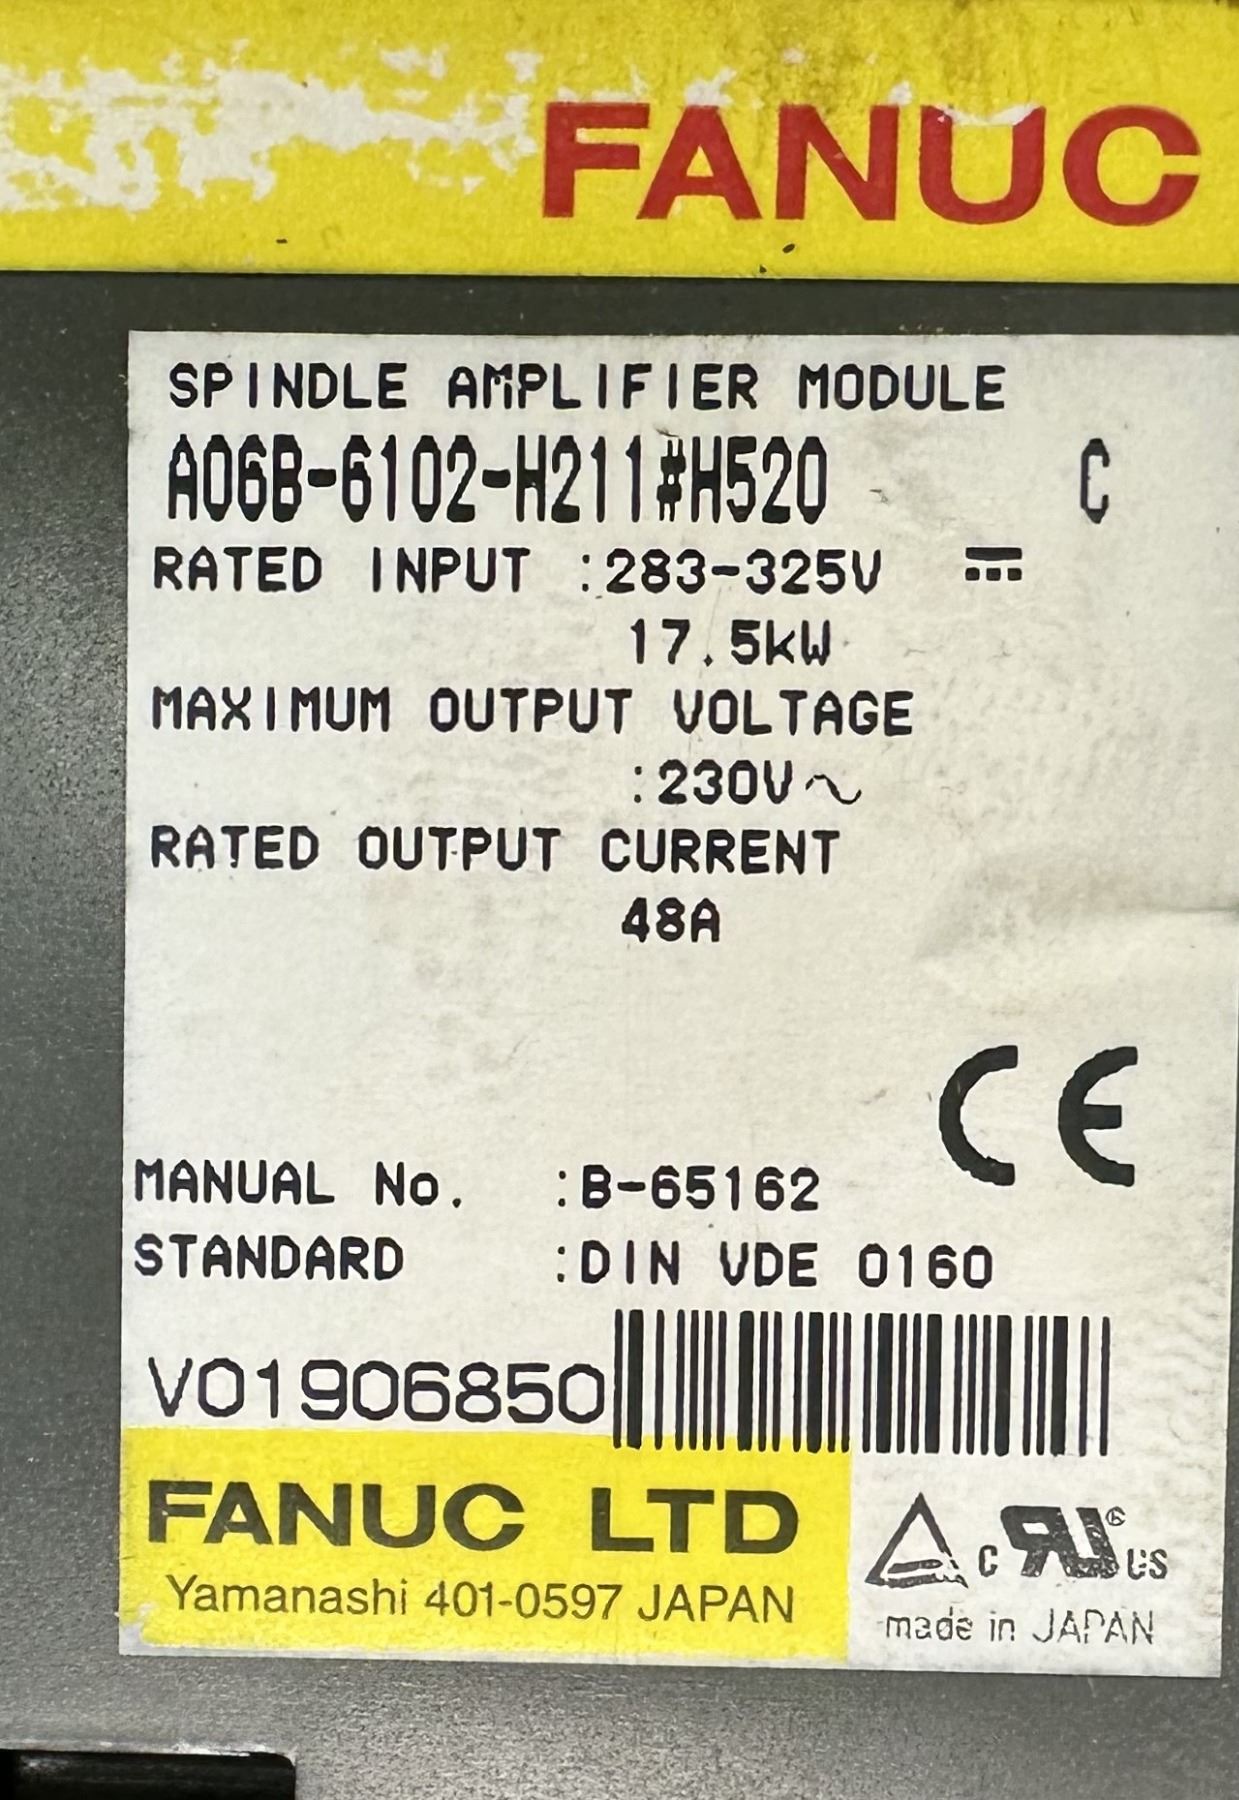 FANUC
SPINDLE AMPLIFIER MODULE
A06B-6102-H211#H520 C
RATED INPUT :283-325V ⎓
17.5kW
MAXIMUM OUTPUT VOLTAGE
:230V～
RATED OUTPUT CURRENT
48A
CE
MANUAL No. :B-65162
STANDARD :DIN VDE 0160
V01906850
FANUC LTD
Yamanashi 401-0597 JAPAN
c RU® US
made in JAPAN